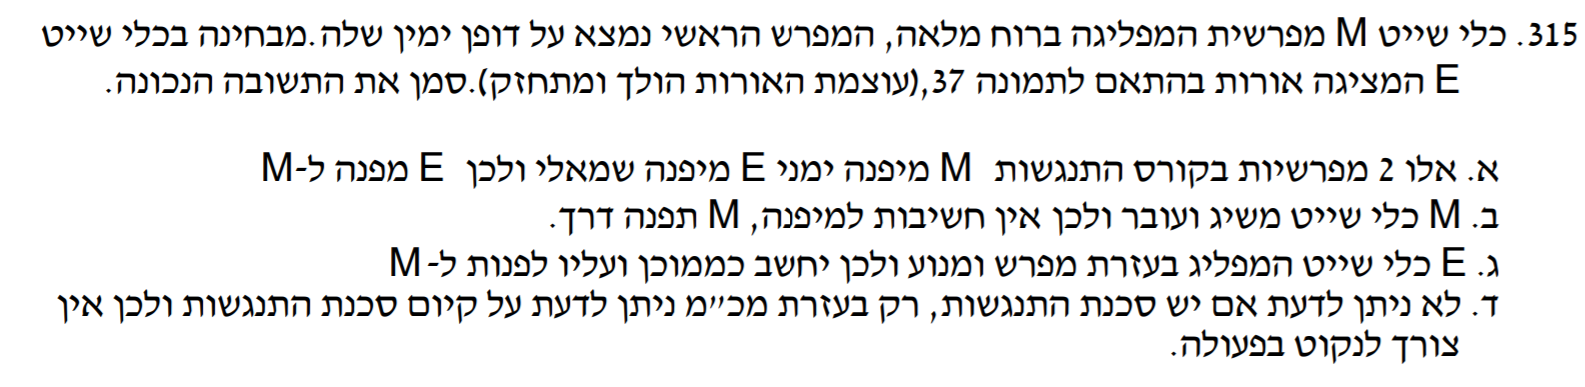 315. כלי שייט M מפרשית המפליגה ברוח מלאה, המפרש הראשי נמצא על דופן ימין שלה.מבחינה בכלי שייט
E המציגה אורות בהתאם לתמונה 37,(עוצמת האורות הולך ומתחזק).סמן את התשובה הנכונה.
א. אלו 2 מפרשיות בקורס התנגשות M מיפנה ימני E מיפנה שמאלי ולכן E מפנה ל-M
ב. M כלי שייט משיג ועובר ולכן אין חשיבות למיפנה, M תפנה דרך.
ג. E כלי שייט המפליג בעזרת מפרש ומנוע ולכן יחשב כממוכן ועליו לפנות ל-M
ד. לא ניתן לדעת אם יש סכנת התנגשות, רק בעזרת מכ״מ ניתן לדעת על קיום סכנת התנגשות ולכן אין
צורך לנקוט בפעולה.